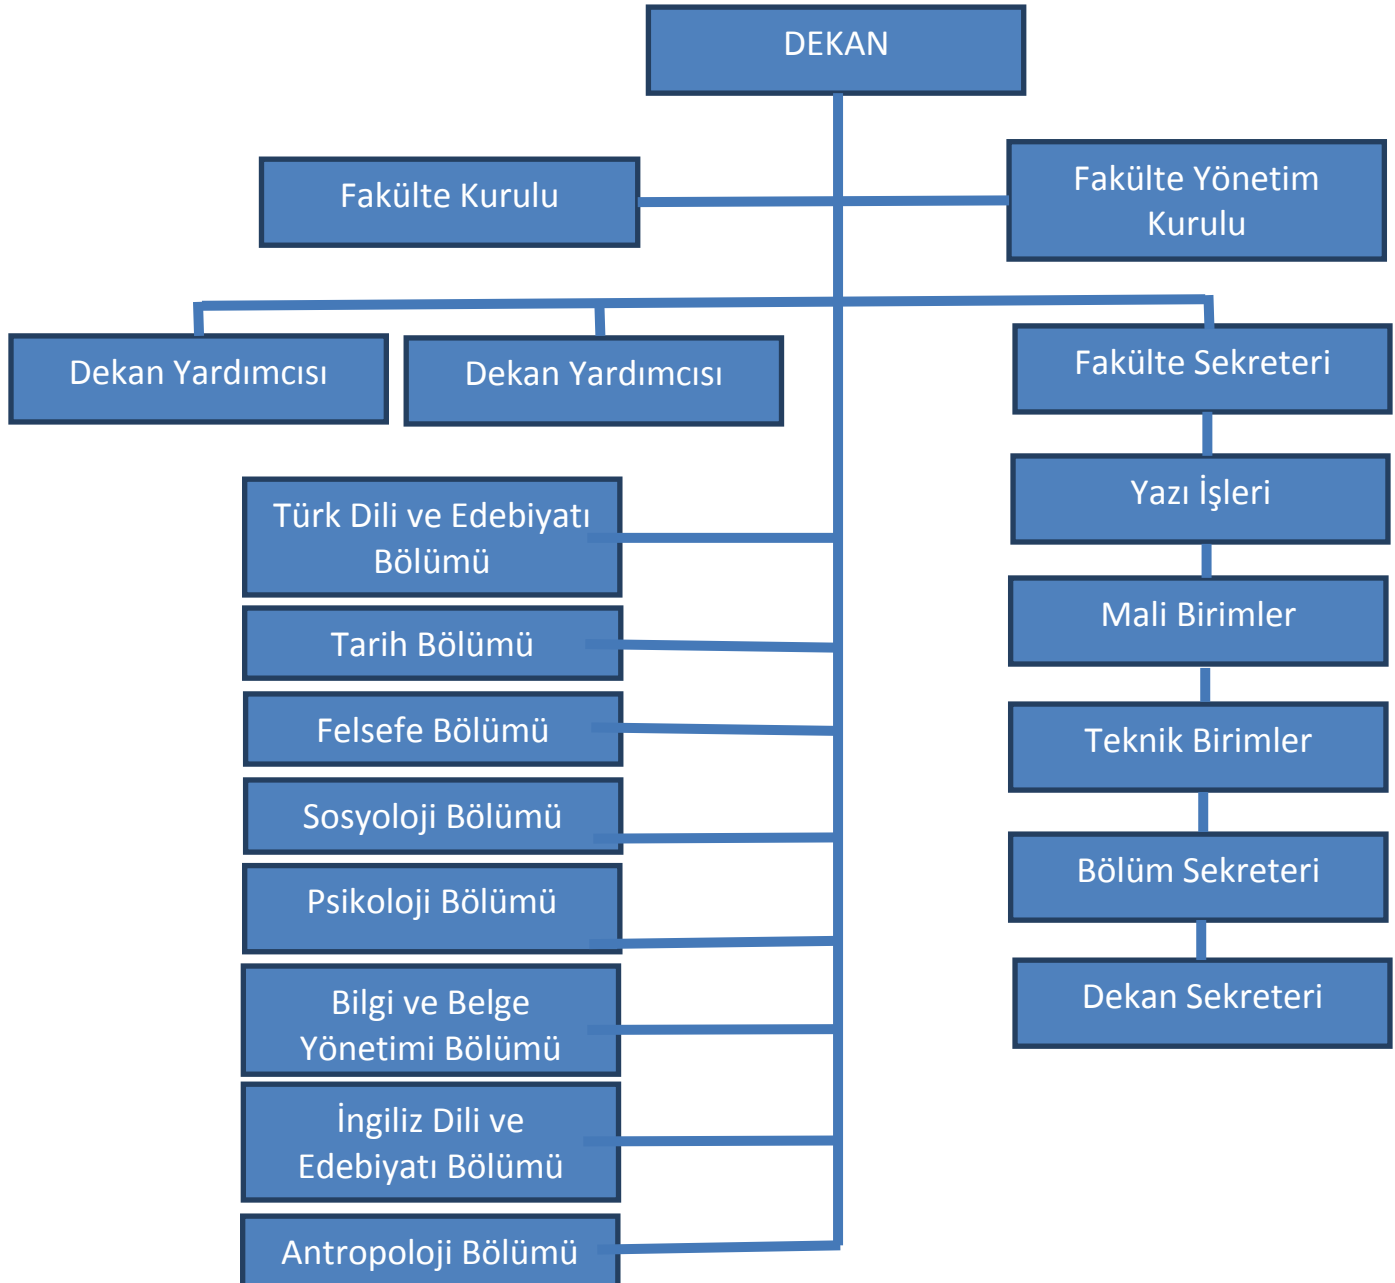 DEKAN
Fakülte Kurulu
Fakülte Yönetim
Kurulu
Dekan Yardımcısı
Dekan Yardımcısı
Fakülte Sekreteri
Yazı İşleri
Mali Birimler
Teknik Birimler
Bölüm Sekreteri
Dekan Sekreteri
Türk Dili ve Edebiyatı
Bölümü
Tarih Bölümü
Felsefe Bölümü
Sosyoloji Bölümü
Psikoloji Bölümü
Bilgi ve Belge
Yönetimi Bölümü
İngiliz Dili ve
Edebiyatı Bölümü
Antropoloji Bölümü